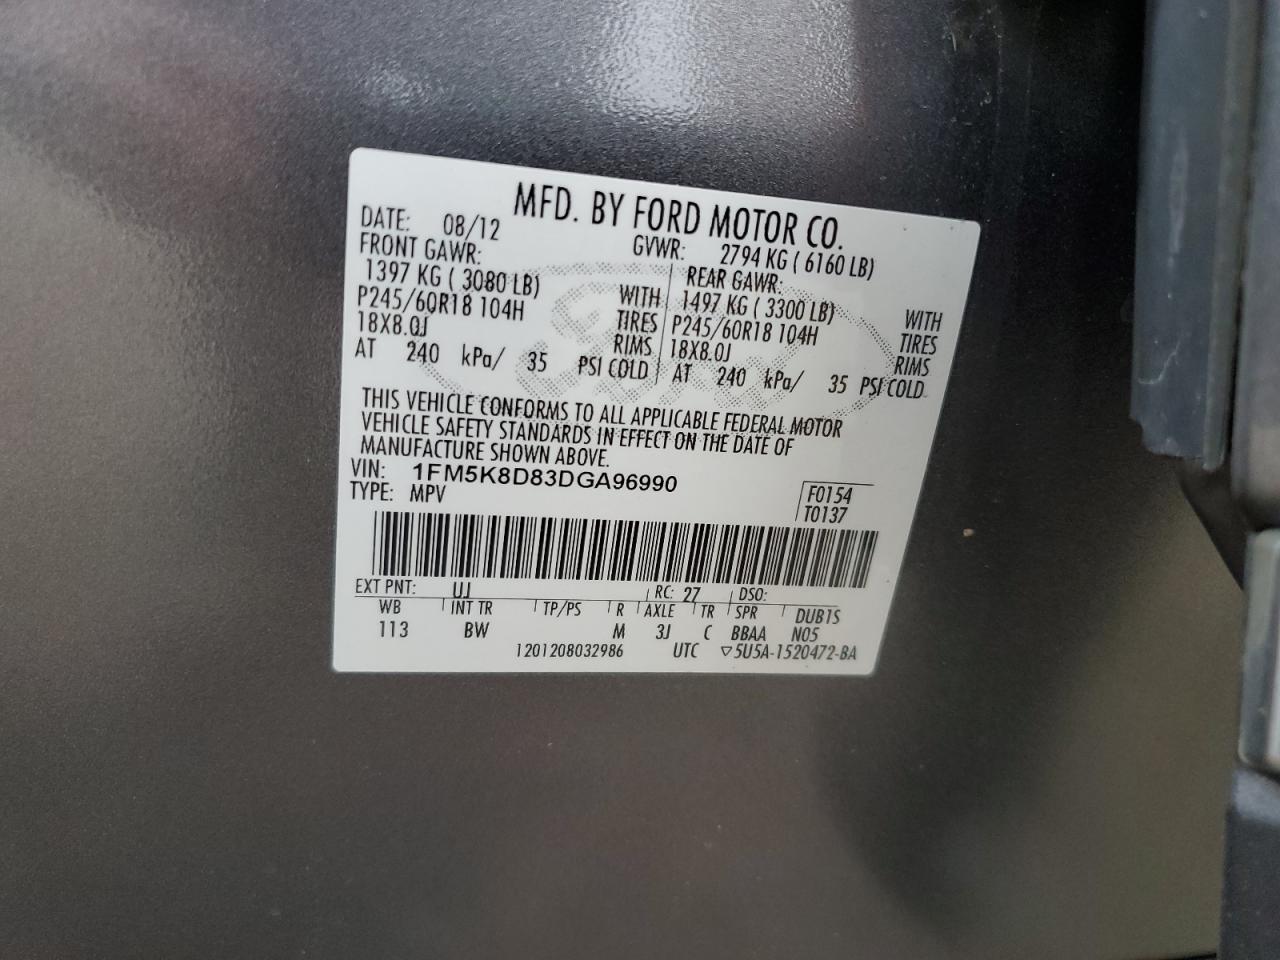 MFD. BY FORD MOTOR CO.
DATE: 08/12 GVWR: 2794 KG ( 6160 LB)
FRONT GAWR: REAR GAWR:
1397 KG ( 3080 LB) WITH 1497 KG ( 3300 LB) WITH
P245/60R18 104H TIRES P245/60R18 104H TIRES
18X8.0J RIMS 18X8.0J RIMS
AT 240 kPa/ 35 PSI COLD AT 240 kPa/ 35 PSI COLD
THIS VEHICLE CONFORMS TO ALL APPLICABLE FEDERAL MOTOR
VEHICLE SAFETY STANDARDS IN EFFECT ON THE DATE OF
MANUFACTURE SHOWN ABOVE.
VIN: 1FM5K8D83DGA96990
TYPE: MPV
F0154
T0137
EXT PNT: UJ RC: 27 DSO:
WB INT TR TP/PS R AXLE TR SPR DUB1S
113 BW M 3J C BBAA N05
1201208032986 UTC ▽5U5A-1520472-BA